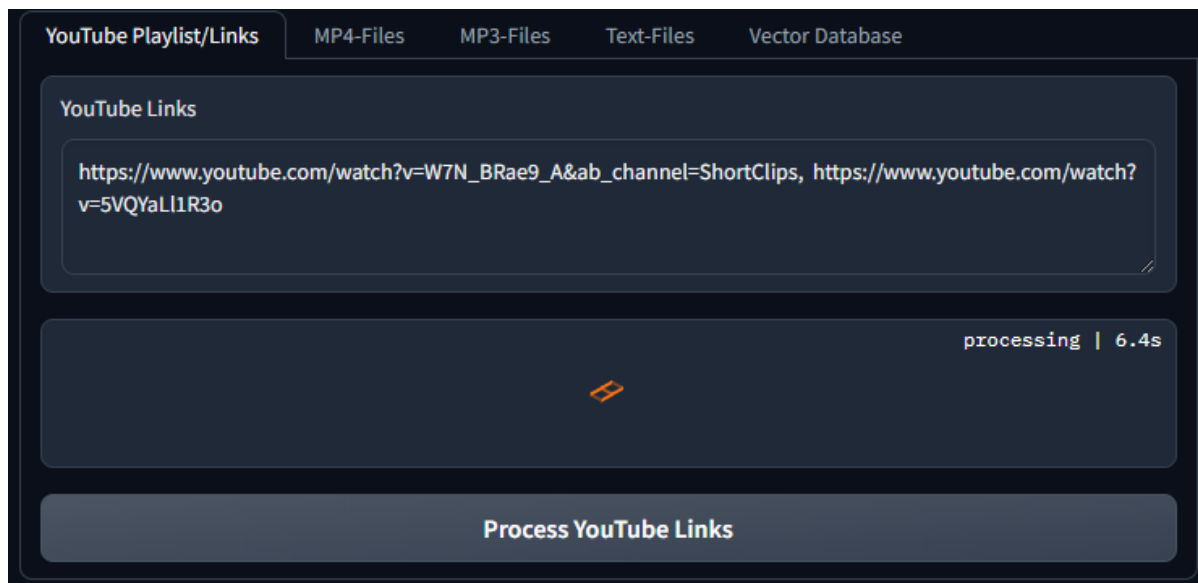 YouTube Playlist/Links MP4-Files MP3-Files Text-Files Vector Database
YouTube Links
https://www.youtube.com/watch?v=W7N_BRae9_A&ab_channel=ShortClips, https://www.youtube.com/watch?
v=5VQYaLl1R3o
processing | 6.4s
Process YouTube Links